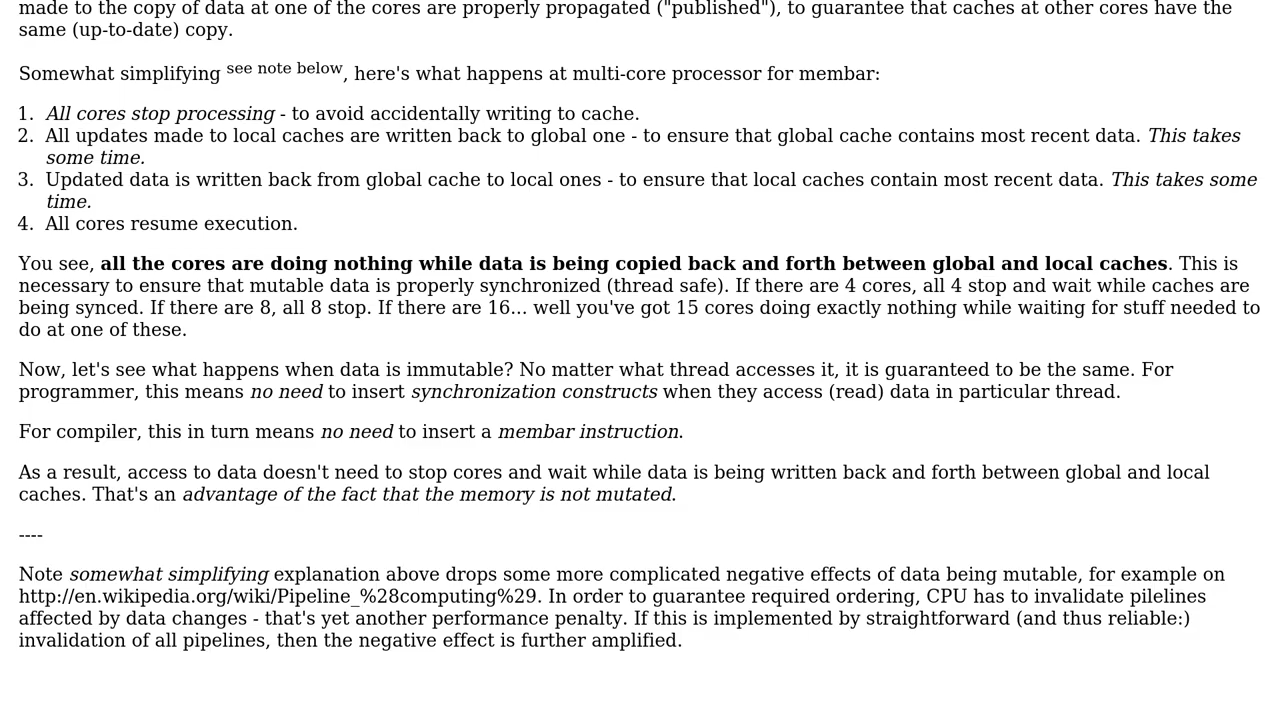 made to the copy of data at one of the cores are properly propagated ("published"), to guarantee that caches at other cores have the
same (up-to-date) copy.
Somewhat simplifying see note below, here's what happens at multi-core processor for membar:
1. All cores stop processing - to avoid accidentally writing to cache.
2. All updates made to local caches are written back to global one - to ensure that global cache contains most recent data. This takes
some time.
3. Updated data is written back from global cache to local ones - to ensure that local caches contain most recent data. This takes some
time.
4. All cores resume execution.
You see, all the cores are doing nothing while data is being copied back and forth between global and local caches. This is
necessary to ensure that mutable data is properly synchronized (thread safe). If there are 4 cores, all 4 stop and wait while caches are
being synced. If there are 8, all 8 stop. If there are 16... well you've got 15 cores doing exactly nothing while waiting for stuff needed to
do at one of these.
Now, let's see what happens when data is immutable? No matter what thread accesses it, it is guaranteed to be the same. For
programmer, this means no need to insert synchronization constructs when they access (read) data in particular thread.
For compiler, this in turn means no need to insert a membar instruction.
As a result, access to data doesn't need to stop cores and wait while data is being written back and forth between global and local
caches. That's an advantage of the fact that the memory is not mutated.
----
Note somewhat simplifying explanation above drops some more complicated negative effects of data being mutable, for example on
http://en.wikipedia.org/wiki/Pipeline_%28computing%29. In order to guarantee required ordering, CPU has to invalidate pilelines
affected by data changes - that's yet another performance penalty. If this is implemented by straightforward (and thus reliable:)
invalidation of all pipelines, then the negative effect is further amplified.